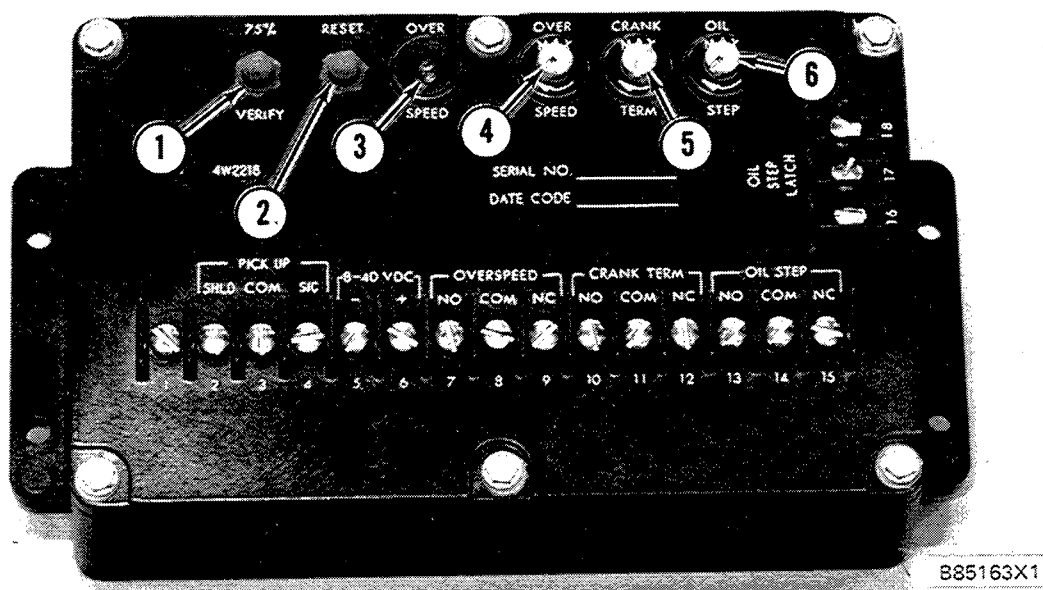 75% RESET OVER OVER CRANK OIL
VERIFY SPEED SPEED TERM STEP
1 2 3 4 5 6
4W2218
SERIAL NO.
DATE CODE
OIL STEP LATCH
18
17
16
PICK UP 8-40 VDC OVERSPEED CRANK TERM OIL STEP
SHLD COM SIG - + NO COM NC NO COM NC NO COM NC
1 2 3 4 5 6 7 8 9 10 11 12 13 14 15
B85163X1